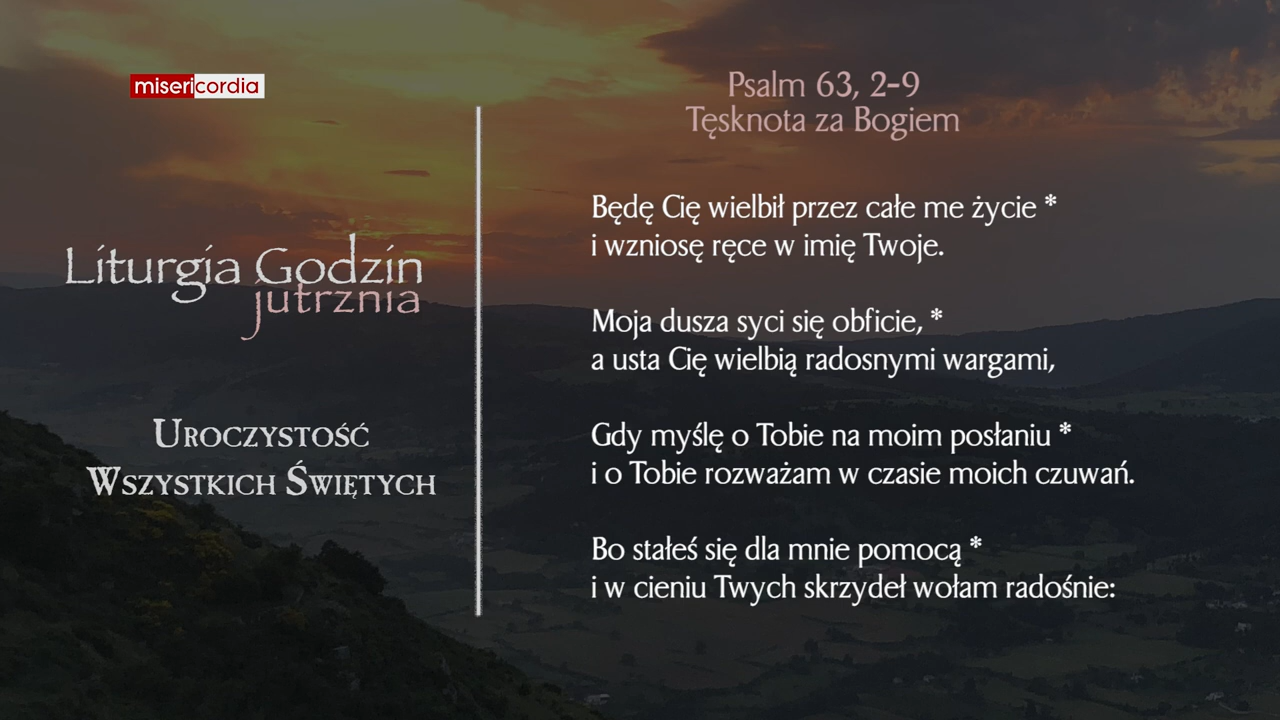 misericordia
Liturgia Godzin
jutrznia
Uroczystość
Wszystkich Świętych
Psalm 63, 2-9
Tęsknota za Bogiem
Będę Cię wielbił przez całe me życie *
i wzniosę ręce w imię Twoje.
Moja dusza syci się obficie, *
a usta Cię wielbią radosnymi wargami,
Gdy myślę o Tobie na moim posłaniu *
i o Tobie rozważam w czasie moich czuwań.
Bo stałeś się dla mnie pomocą *
i w cieniu Twych skrzydeł wołam radośnie: